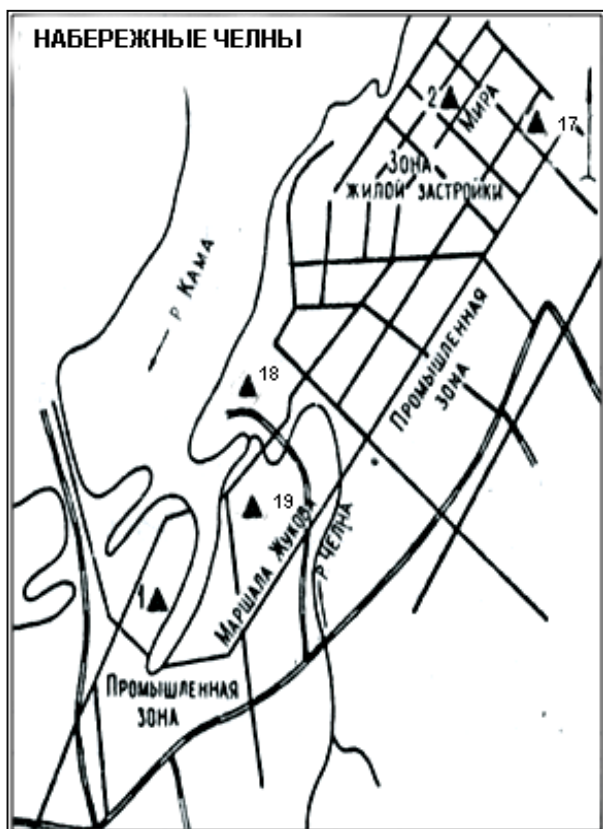 НАБЕРЕЖНЫЕ ЧЕЛНЫ
2
МИРА
17
ЗОНА
ЖИЛОЙ ЗАСТРОЙКИ
Р КАМА
ПРОМЫШЛЕННАЯ
ЗОНА
18
19
МАРШАЛА ЖУКОВА
Р ЧЕЛНА
1
ПРОМЫШЛЕННАЯ
ЗОНА